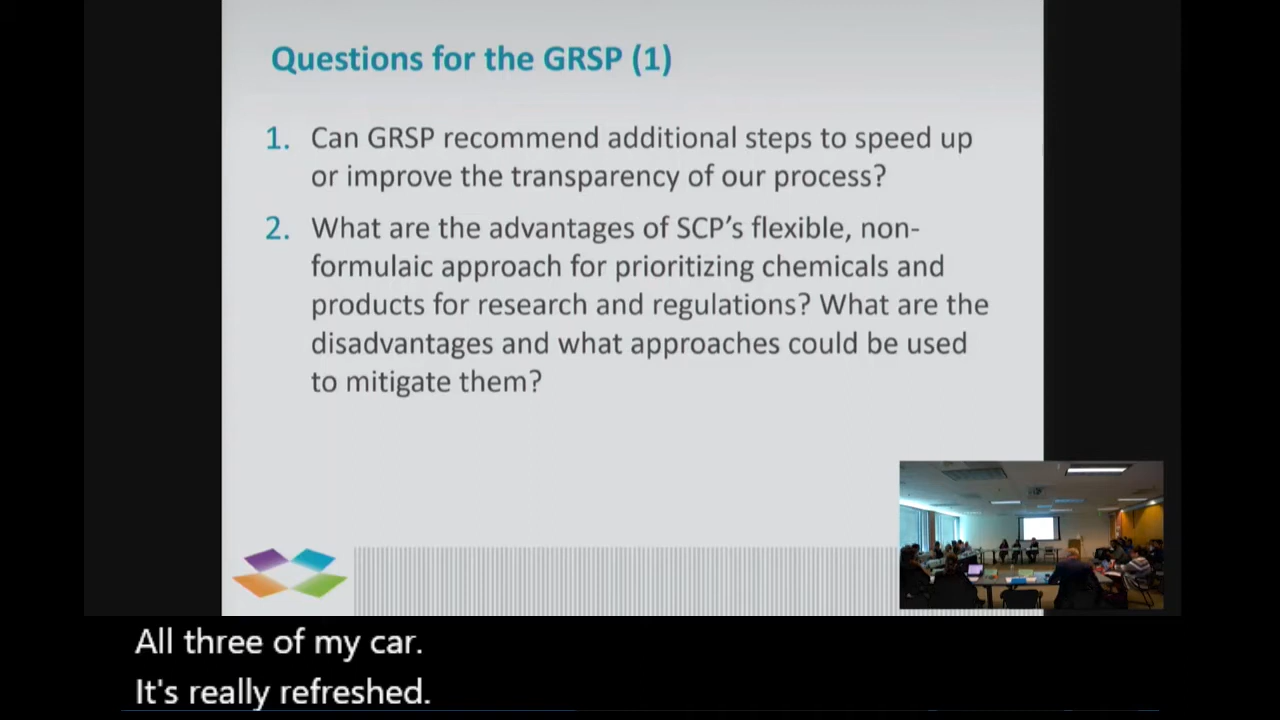 Questions for the GRSP (1)
1. Can GRSP recommend additional steps to speed up
or improve the transparency of our process?
2. What are the advantages of SCP's flexible, non-
formulaic approach for prioritizing chemicals and
products for research and regulations? What are the
disadvantages and what approaches could be used
to mitigate them?
All three of my car.
It's really refreshed.